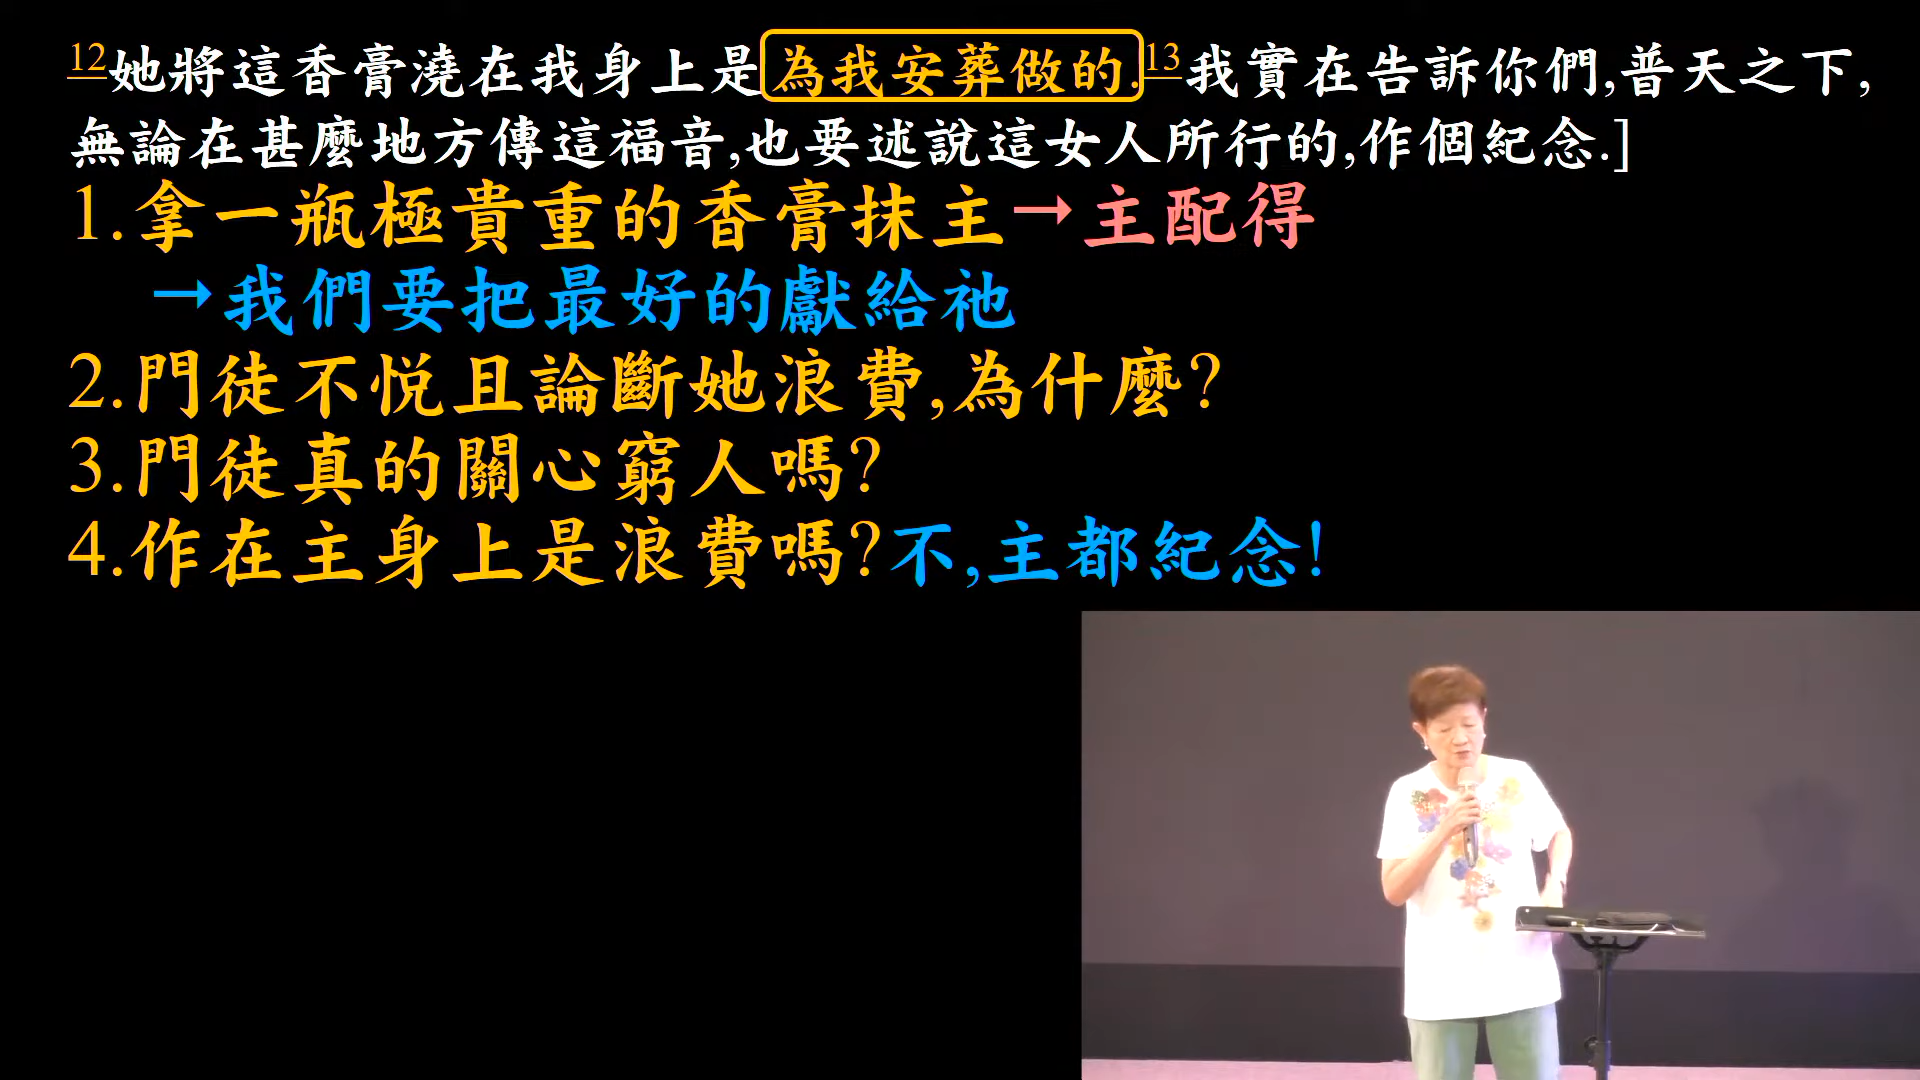 12她將這香膏澆在我身上是為我安葬做的.13我實在告訴你們,普天之下,
無論在甚麼地方傳這福音,也要述說這女人所行的,作個紀念.]
1.拿一瓶極貴重的香膏抹主→主配得
→我們要把最好的獻給祂
2.門徒不悅且論斷她浪費,為什麼?
3.門徒真的關心窮人嗎?
4.作在主身上是浪費嗎?不,主都紀念!